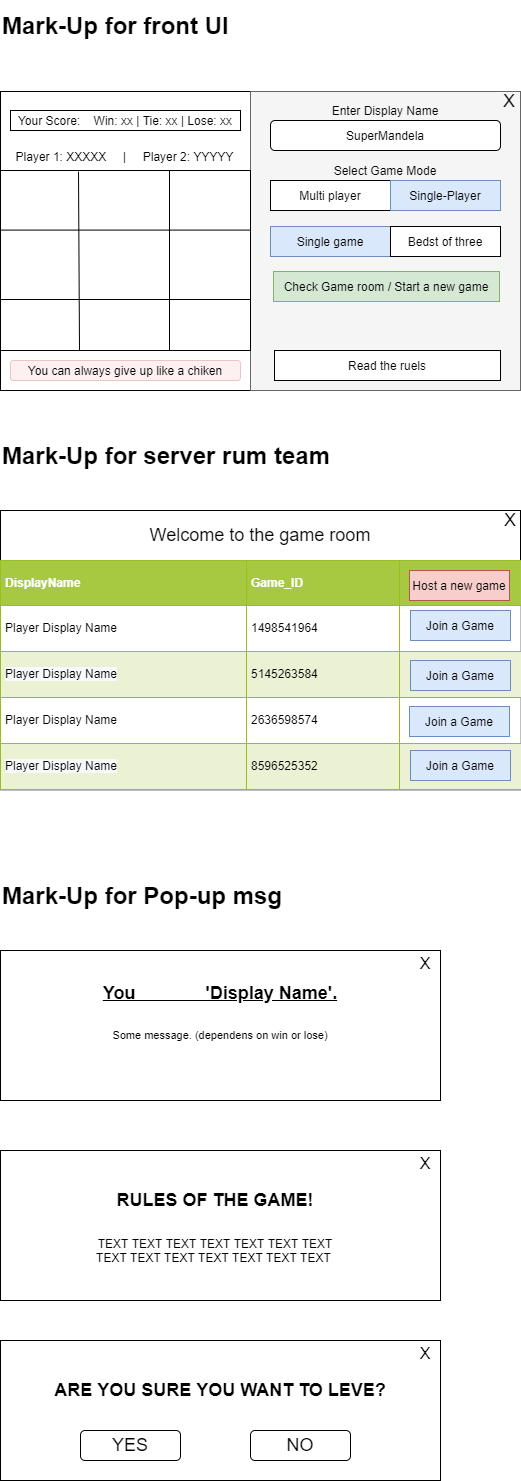 Mark-Up for front UI
X
Your Score: Win: xx | Tie: xx | Lose: xx
Player 1: XXXXX | Player 2: YYYYY
You can always give up like a chiken
Enter Display Name
SuperMandela
Select Game Mode
Multi player Single-Player
Single game Bedst of three
Check Game room / Start a new game
Read the ruels
Mark-Up for server rum team
X
Welcome to the game room
DisplayName Game_ID Host a new game
Player Display Name 1498541964 Join a Game
Player Display Name 5145263584 Join a Game
Player Display Name 2636598574 Join a Game
Player Display Name 8596525352 Join a Game
Mark-Up for Pop-up msg
X
You 'Display Name'.
Some message. (dependens on win or lose)
X
RULES OF THE GAME!
TEXT TEXT TEXT TEXT TEXT TEXT TEXT
TEXT TEXT TEXT TEXT TEXT TEXT TEXT
X
ARE YOU SURE YOU WANT TO LEVE?
YES NO